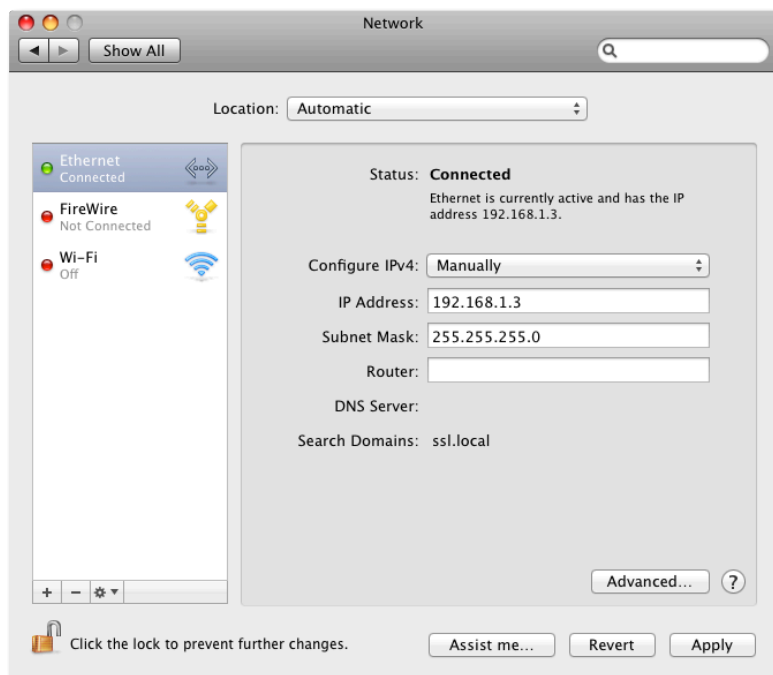 Network
Show All
Location: Automatic
Ethernet
Connected
FireWire
Not Connected
Wi-Fi
Off
Status: Connected
Ethernet is currently active and has the IP
address 192.168.1.3.
Configure IPv4: Manually
IP Address: 192.168.1.3
Subnet Mask: 255.255.255.0
Router:
DNS Server:
Search Domains: ssl.local
Advanced...
?
Click the lock to prevent further changes.
Assist me...
Revert
Apply